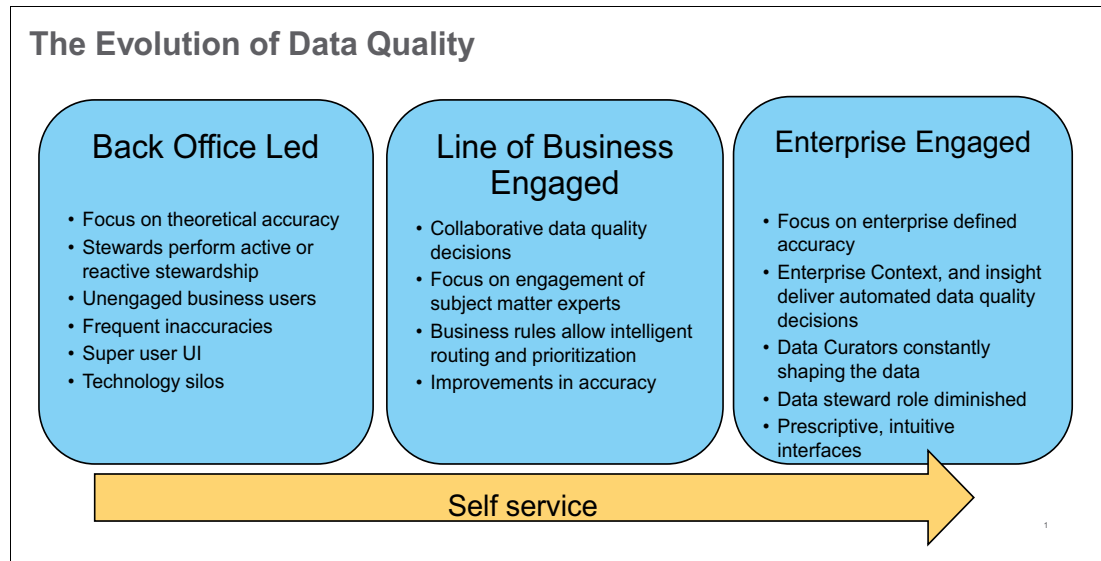 The Evolution of Data Quality
Back Office Led
• Focus on theoretical accuracy
• Stewards perform active or
reactive stewardship
• Unengaged business users
• Frequent inaccuracies
• Super user UI
• Technology silos
Line of Business
Engaged
• Collaborative data quality
decisions
• Focus on engagement of
subject matter experts
• Business rules allow intelligent
routing and prioritization
• Improvements in accuracy
Enterprise Engaged
• Focus on enterprise defined
accuracy
• Enterprise Context, and insight
deliver automated data quality
decisions
• Data Curators constantly
shaping the data
• Data steward role diminished
• Prescriptive, intuitive
interfaces
Self service
1